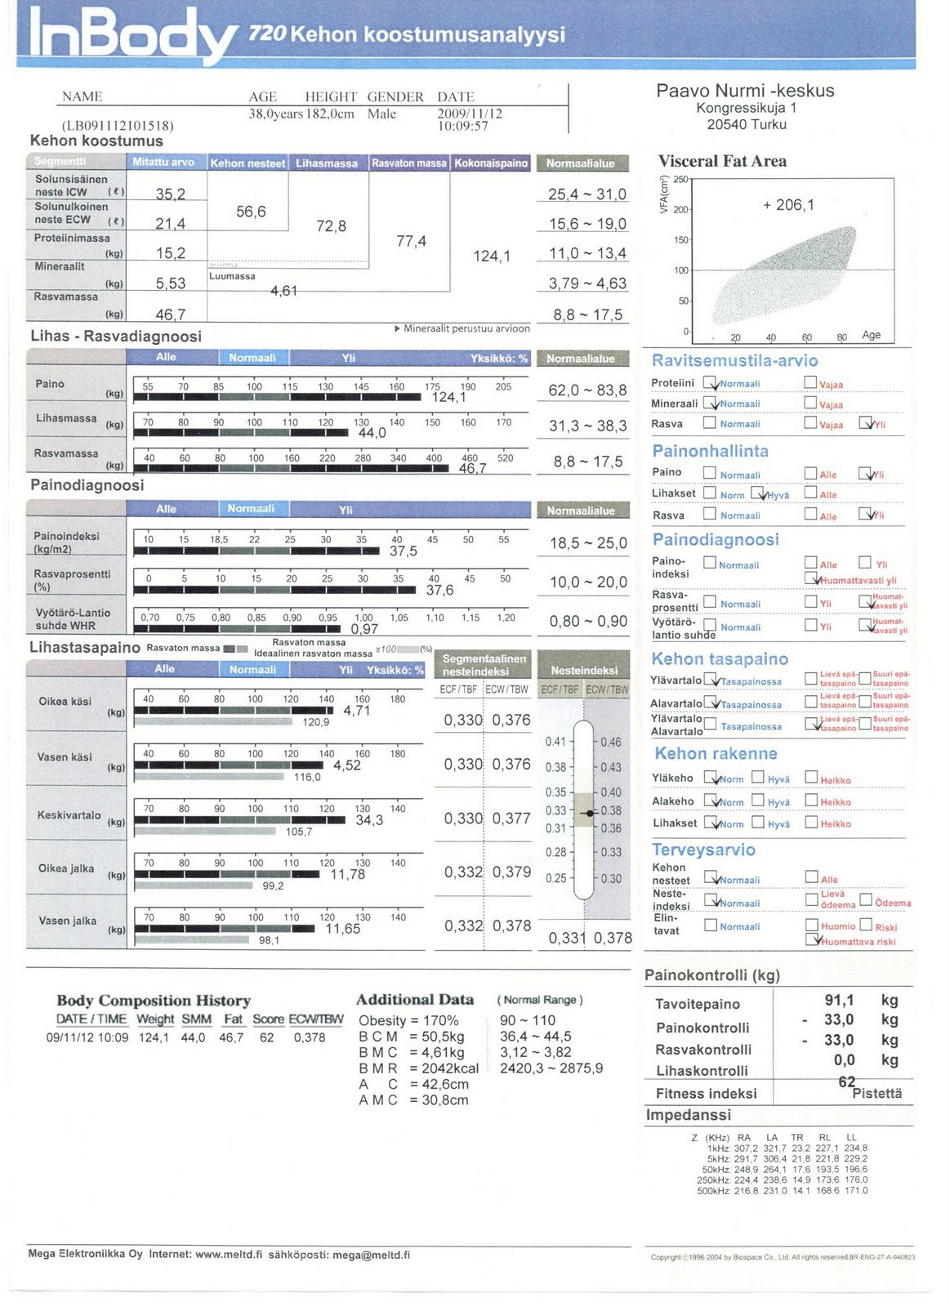 InBody 720 Kehon koostumusanalyysi
NAME AGE HEIGHT GENDER DATE
38,0years 182,0cm Male 2009/11/12
(LB091112101518) 10:09:57
Paavo Nurmi -keskus
Kongressikuja 1
20540 Turku
Kehon koostumus
Segmentti Mitattu arvo Kehon nesteet Lihasmassa Rasvaton massa Kokonaispaino Normaalialue
Solunsisäinen neste ICW (ℓ) 35,2 25,4 ~ 31,0
Solunulkoinen neste ECW (ℓ) 21,4 56,6 15,6 ~ 19,0
Proteiinimassa (kg) 15,2 72,8 77,4 124,1 11,0 ~ 13,4
Mineraalit (kg) 5,53 Luumassa 4,61 3,79 ~ 4,63
Rasvamassa (kg) 46,7 8,8 ~ 17,5
▶ Mineraalit perustuu arvioon
Lihas - Rasvadiagnoosi
Alle Normaali Yli Yksikkö: % Normaalialue
Paino (kg) 55 70 85 100 115 130 145 160 175 190 205
124,1 62,0 ~ 83,8
Lihasmassa (kg) 70 80 90 100 110 120 130 140 150 160 170
44,0 31,3 ~ 38,3
Rasvamassa (kg) 40 60 80 100 160 220 280 340 400 460 520
46,7 8,8 ~ 17,5
Painodiagnoosi
Alle Normaali Yli Normaalialue
Painoindeksi (kg/m2) 10 15 18,5 22 25 30 35 40 45 50 55
37,5 18,5 ~ 25,0
Rasvaprosentti (%) 0 5 10 15 20 25 30 35 40 45 50
37,6 10,0 ~ 20,0
Vyötärö-Lantio suhde WHR 0,70 0,75 0,80 0,85 0,90 0,95 1,00 1,05 1,10 1,15 1,20
0,97 0,80 ~ 0,90
Lihastasapaino Rasvaton massa Rasvaton massa Ideaalinen rasvaton massa x100 (%)
Alle Normaali Yli Yksikkö: % Segmentaalinen nesteindeksi Nesteindeksi
ECF/TBF ECW/TBW ECF/TBF ECW/TBW
Oikea käsi (kg) 40 60 80 100 120 140 160 180
4,71 120,9 0,330 0,376
Vasen käsi (kg) 40 60 80 100 120 140 160 180
4,52 116,0 0,330 0,376
Keskivartalo (kg) 70 80 90 100 110 120 130 140
34,3 105,7 0,330 0,377
Oikea jalka (kg) 70 80 90 100 110 120 130 140
11,78 99,2 0,332 0,379
Vasen jalka (kg) 70 80 90 100 110 120 130 140
11,65 98,1 0,332 0,378
0.41 0.46
0.38 0.43
0.35 0.40
0.33 0.38
0.31 0.36
0.28 0.33
0.25 0.30
0,331 0,378
Body Composition History
DATE / TIME Weight SMM Fat Score ECW/TBW
09/11/12 10:09 124,1 44,0 46,7 62 0,378
Additional Data ( Normal Range )
Obesity = 170% 90 ~ 110
B C M = 50,5kg 36,4 ~ 44,5
B M C = 4,61kg 3,12 ~ 3,82
B M R = 2042kcal 2420,3 ~ 2875,9
A C = 42,6cm
A M C = 30,8cm
Visceral Fat Area
VFA(cm²) 250 200 150 100 50 0
+ 206,1
20 40 60 80 Age
Ravitsemustila-arvio
Proteiini Normaali Vajaa
Mineraali Normaali Vajaa
Rasva Normaali Vajaa Yli
Painonhallinta
Paino Normaali Alle Yli
Lihakset Norm Hyvä Alle
Rasva Normaali Alle Yli
Painodiagnoosi
Paino-indeksi Normaali Alle Yli
Huomattavasti yli
Rasva-prosentti Normaali Yli Huomat-tavasti yli
Vyötärö-lantio suhde Normaali Yli Huomat-tavasti yli
Kehon tasapaino
Ylävartalo Tasapainossa Lievä epä-tasapaino Suuri epä-tasapaino
Alavartalo Tasapainossa Lievä epä-tasapaino Suuri epä-tasapaino
Ylävartalo Alavartalo Tasapainossa Lievä epä-tasapaino Suuri epä-tasapaino
Kehon rakenne
Yläkeho Norm Hyvä Heikko
Alakeho Norm Hyvä Heikko
Lihakset Norm Hyvä Heikko
Terveysarvio
Kehon nesteet Normaali Alle
Neste-indeksi Normaali Lievä ödeema Ödeema
Elin-tavat Normaali Huomio Riski
Huomattava riski
Painokontrolli (kg)
Tavoitepaino 91,1 kg
Painokontrolli - 33,0 kg
Rasvakontrolli - 33,0 kg
Lihaskontrolli 0,0 kg
Fitness indeksi 62 Pistettä
Impedanssi
Z (KHz) RA LA TR RL LL
1kHz: 307,2 321,7 23,2 227,1 234,8
5kHz: 291,7 306,4 21,8 221,8 229,2
50kHz: 248,9 264,1 17,6 193,5 196,6
250kHz: 224,4 238,6 14,9 173,6 176,0
500kHz: 216.8 231.0 14.1 168.6 171.0
Mega Elektroniikka Oy Internet: www.meltd.fi sähköposti: mega@meltd.fi
Copyright ©1996-2004 by Biospace Co., Ltd. All rights reserved.BR-ENG-27-A-040823